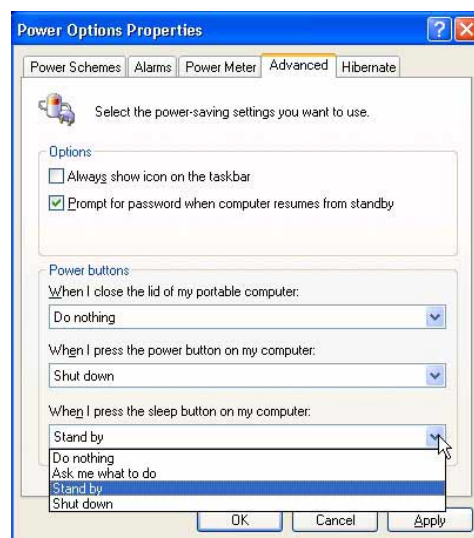 Power Options Properties
Power Schemes Alarms Power Meter Advanced Hibernate
Select the power-saving settings you want to use.
Options
Always show icon on the taskbar
Prompt for password when computer resumes from standby
Power buttons
When I close the lid of my portable computer:
Do nothing
When I press the power button on my computer:
Shut down
When I press the sleep button on my computer:
Stand by
Do nothing
Ask me what to do
Stand by
Shut down
OK Cancel Apply